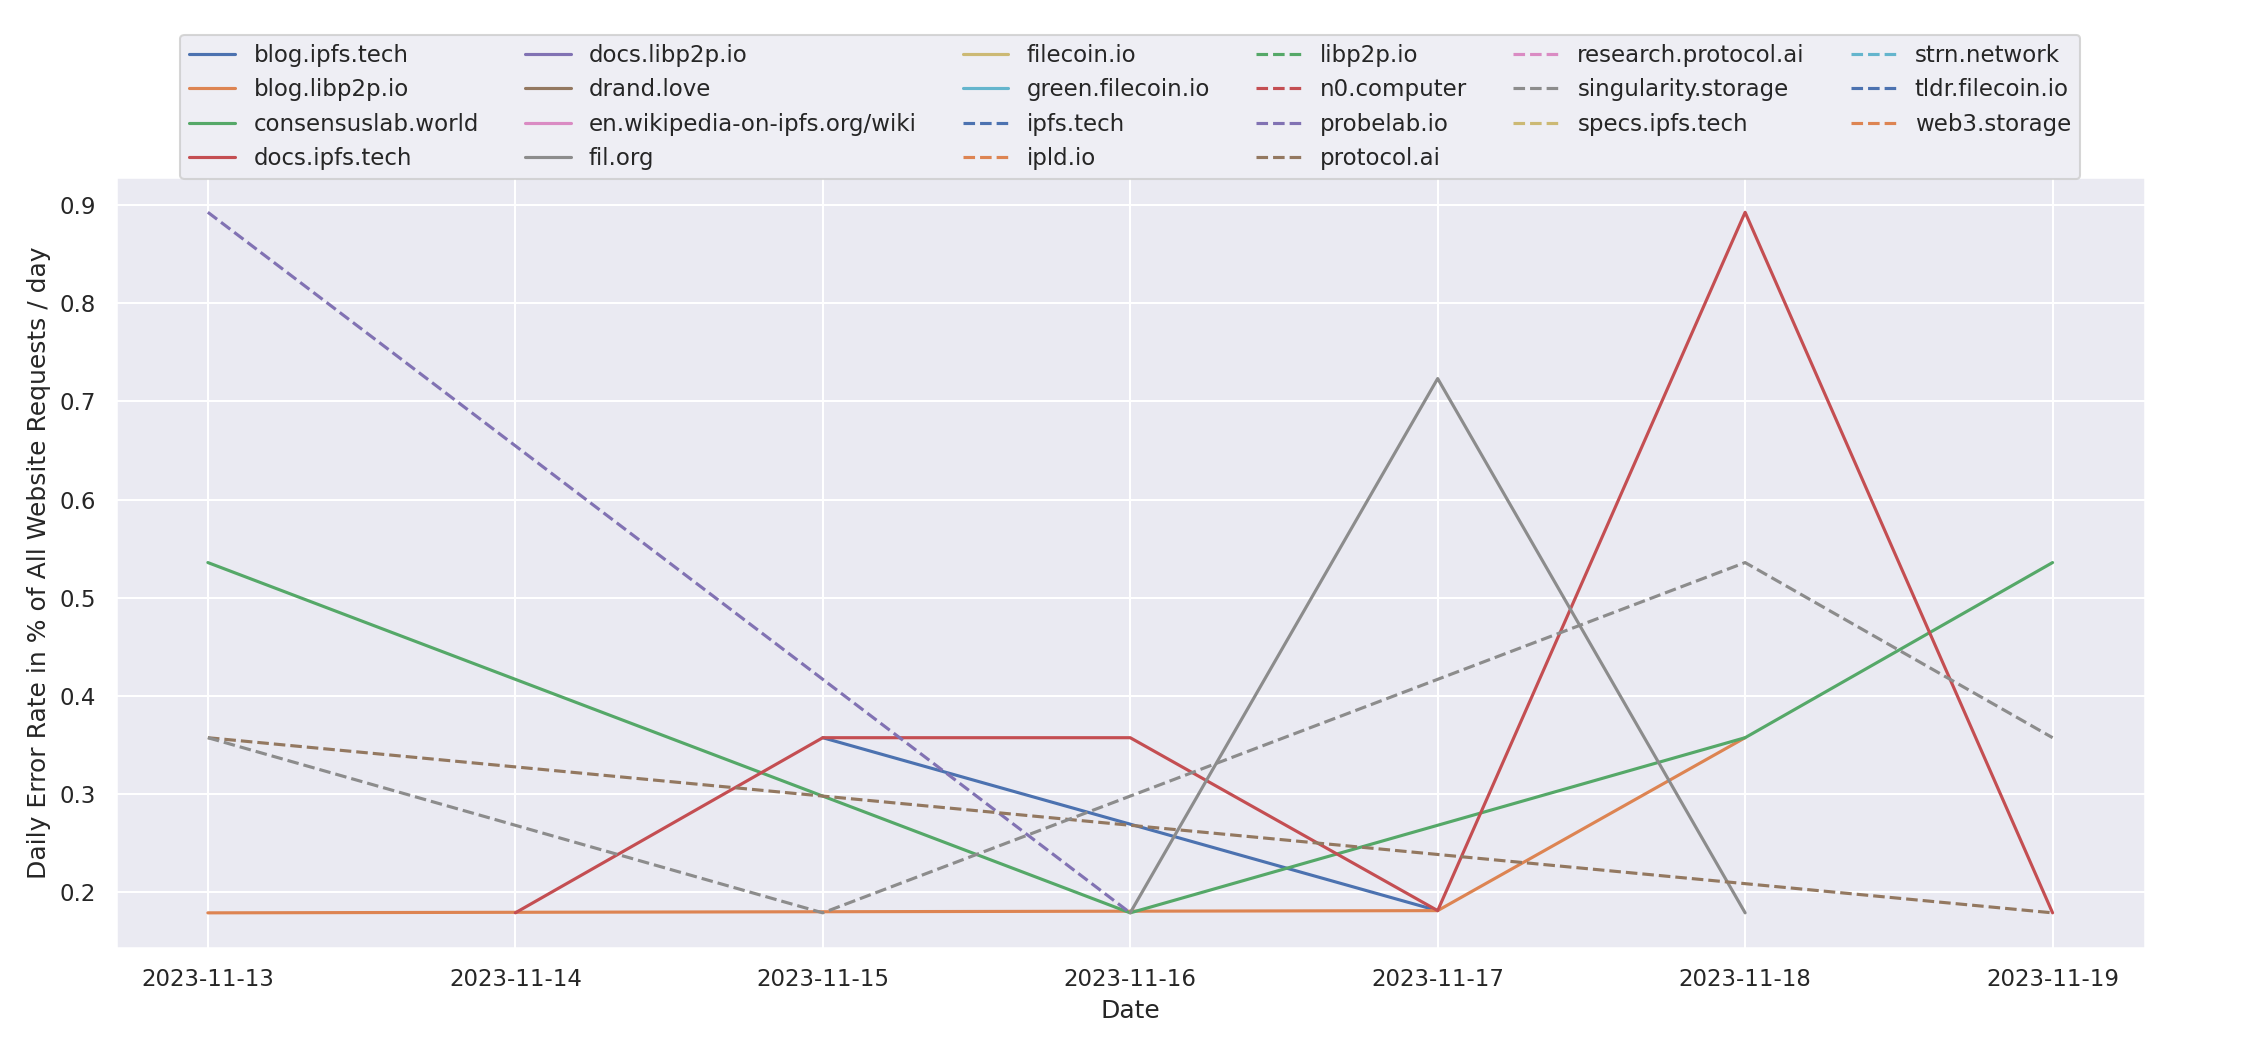 blog.ipfs.tech
blog.libp2p.io
consensuslab.world
docs.ipfs.tech
docs.libp2p.io
drand.love
en.wikipedia-on-ipfs.org/wiki
fil.org
filecoin.io
green.filecoin.io
ipfs.tech
ipld.io
libp2p.io
n0.computer
probelab.io
protocol.ai
research.protocol.ai
singularity.storage
specs.ipfs.tech
strn.network
tldr.filecoin.io
web3.storage
Daily Error Rate in % of All Website Requests / day
0.9
0.8
0.7
0.6
0.5
0.4
0.3
0.2
2023-11-13
2023-11-14
2023-11-15
2023-11-16
2023-11-17
2023-11-18
2023-11-19
Date